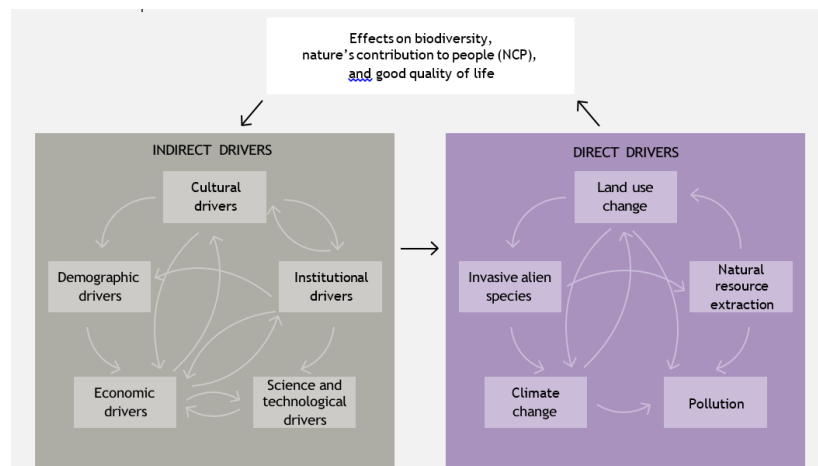 Effects on biodiversity,
nature's contribution to people (NCP),
and good quality of life
INDIRECT DRIVERS
Cultural
drivers
Demographic
drivers
Institutional
drivers
Economic
drivers
Science and
technological
drivers
DIRECT DRIVERS
Land use
change
Invasive alien
species
Natural
resource
extraction
Climate
change
Pollution